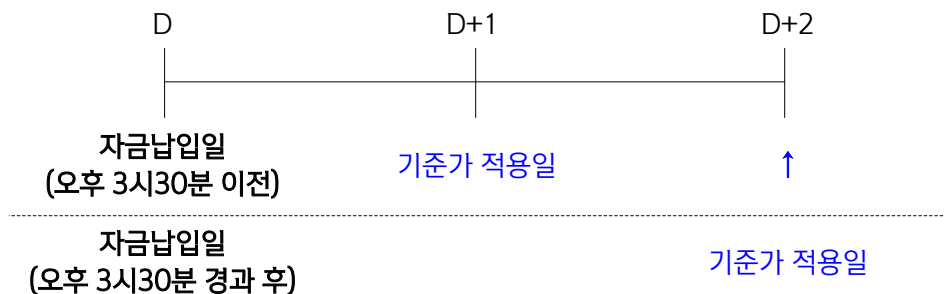 D D+1 D+2
자금납입일
(오후 3시30분 이전)
기준가 적용일
↑
자금납입일
(오후 3시30분 경과 후)
기준가 적용일